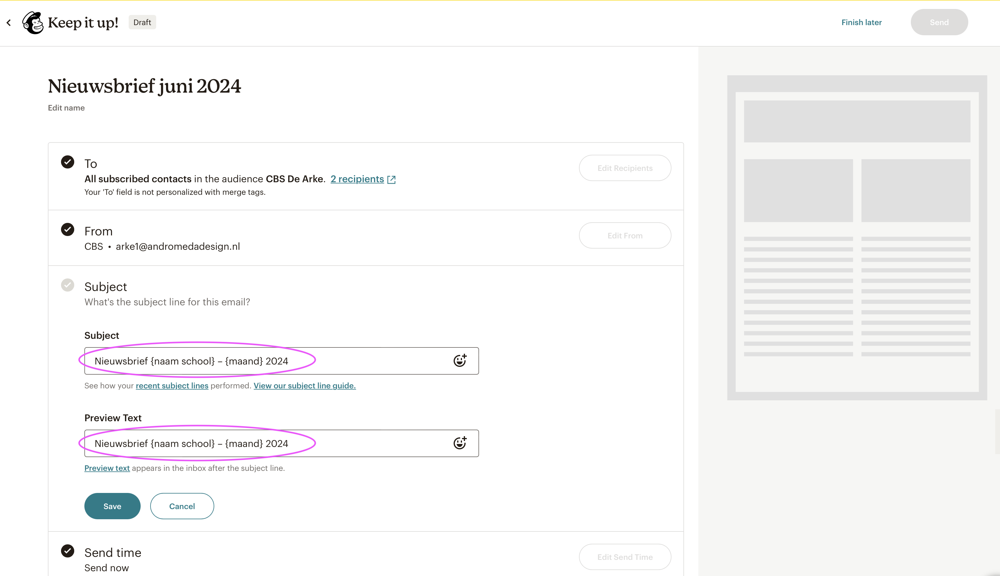 Keep it up!
Draft
Finish later
Send
Nieuwsbrief juni 2024
Edit name
To
Edit Recipients
All subscribed contacts in the audience CBS De Arke. 2 recipients
Your 'To' field is not personalized with merge tags.
From
Edit From
CBS • arke1@andromedadesign.nl
Subject
What's the subject line for this email?
Subject
Nieuwsbrief {naam school} – {maand} 2024
See how your recent subject lines performed. View our subject line guide.
Preview Text
Nieuwsbrief {naam school} – {maand} 2024
Preview text appears in the inbox after the subject line.
Save
Cancel
Send time
Edit Send Time
Send now